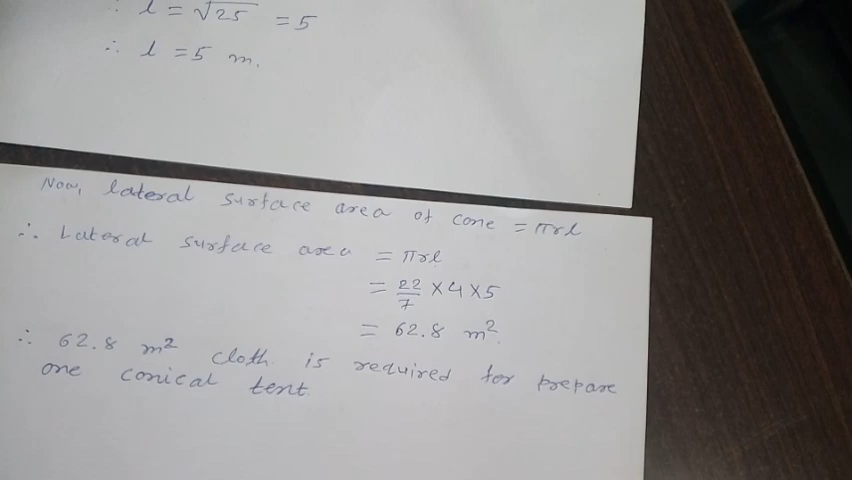 ∴ l = √25 = 5
∴ l = 5 m.
Now, lateral surface area of cone = πrl
∴ Lateral surface area = πrl
= 22/7 × 4 × 5
= 62.8 m².
∴ 62.8 m² cloth is required for prepare
one conical tent.